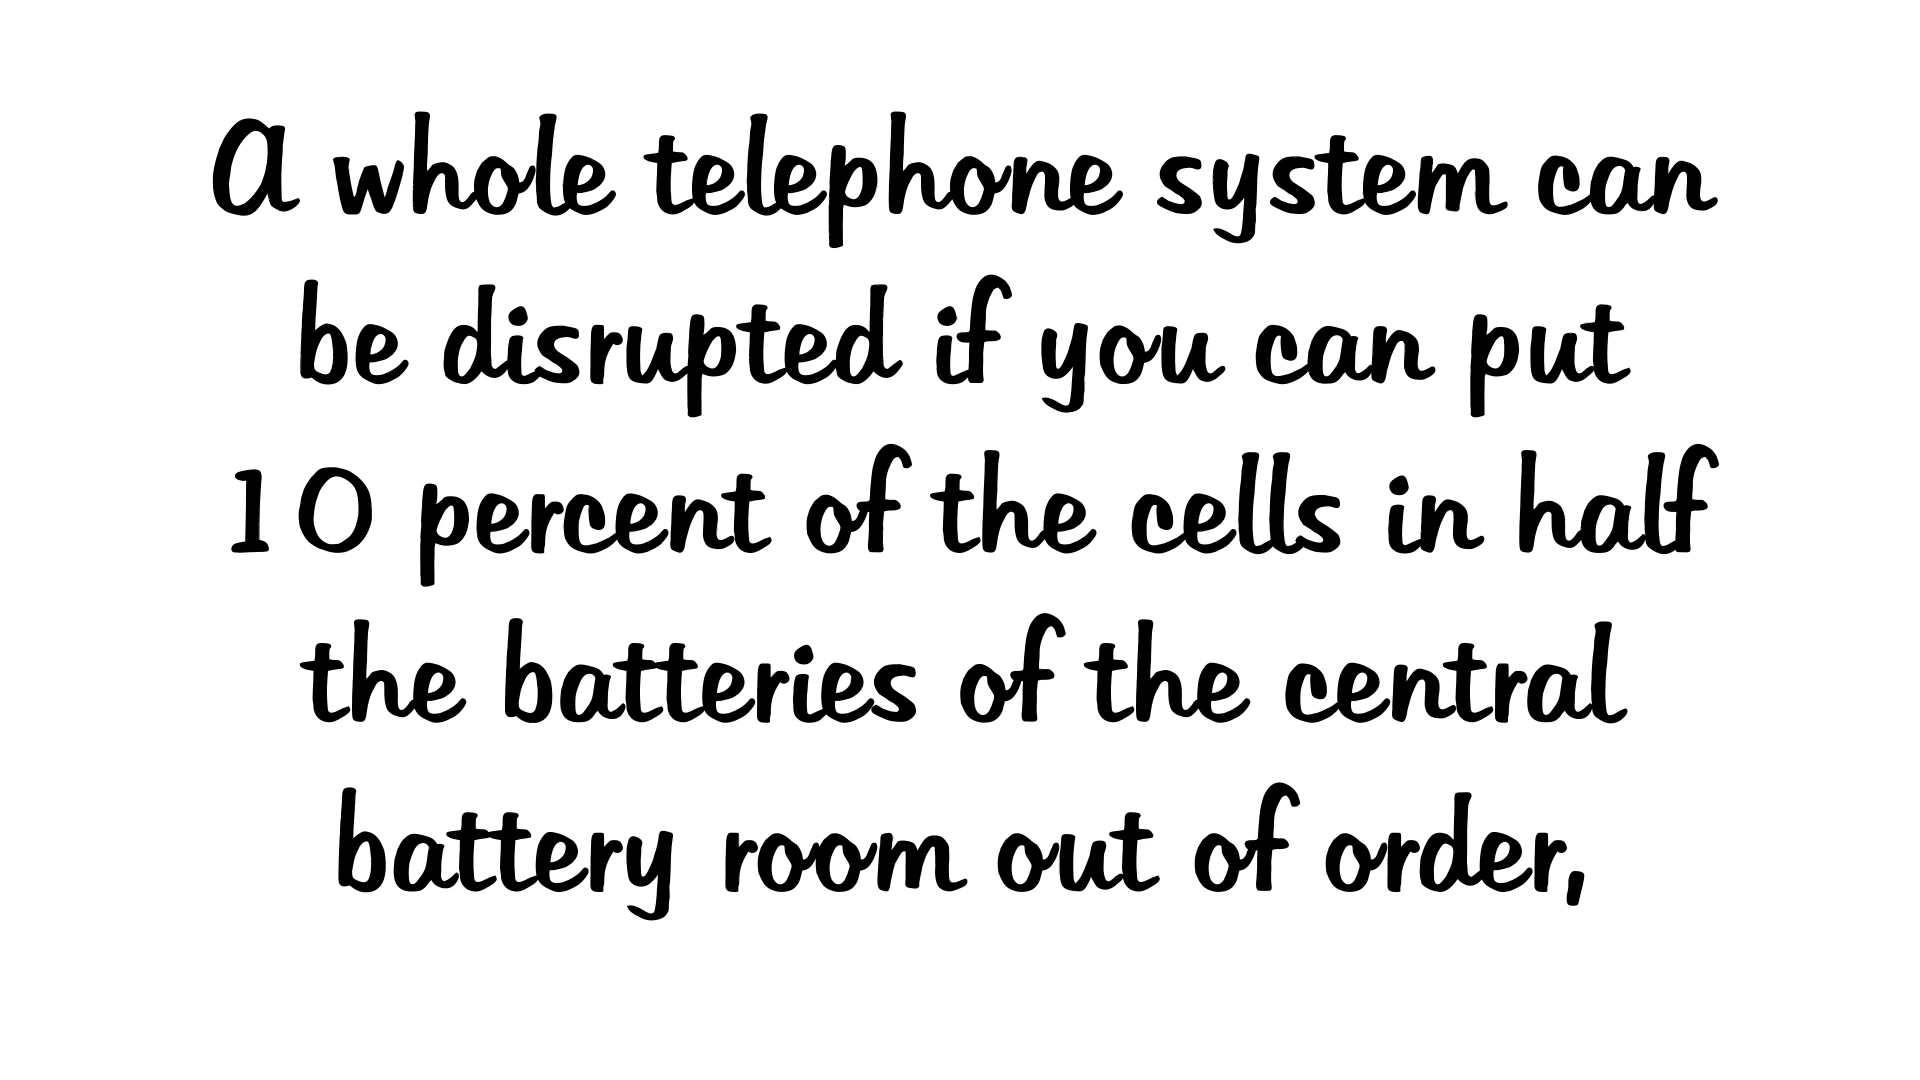 A whole telephone system can
be disrupted if you can put
10 percent of the cells in half
the batteries of the central
battery room out of order,